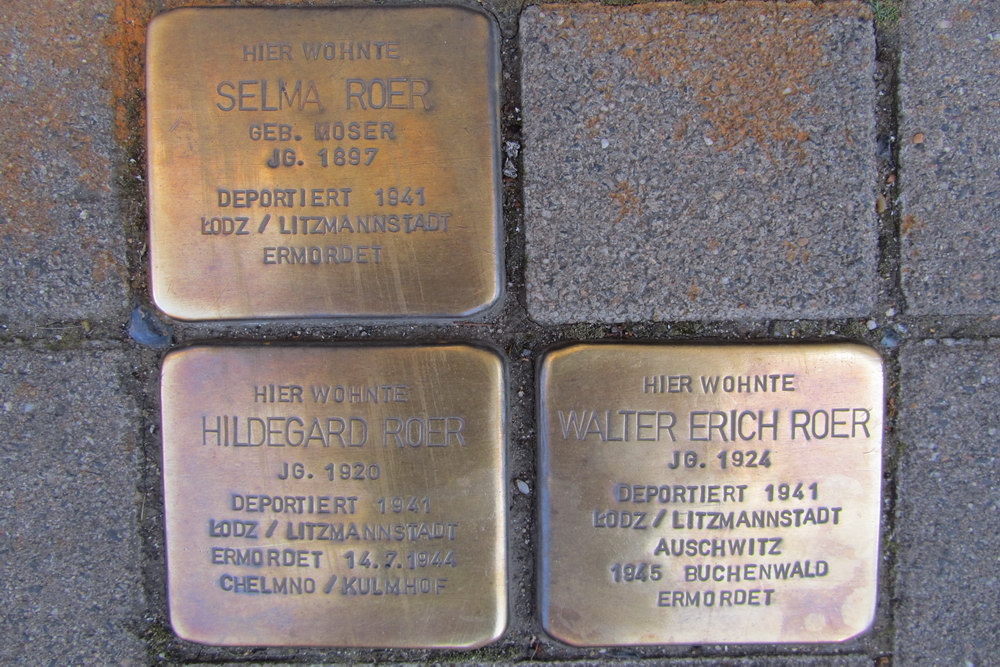 HIER WOHNTE
SELMA ROER
GEB. MOSER
JG. 1897
DEPORTIERT 1941
ŁODZ / LITZMANNSTADT
ERMORDET
HIER WOHNTE
HILDEGARD ROER
JG. 1920
DEPORTIERT 1941
ŁODZ / LITZMANNSTADT
ERMORDET 14.7.1944
CHELMNO / KULMHOF
HIER WOHNTE
WALTER ERICH ROER
JG. 1924
DEPORTIERT 1941
ŁODZ / LITZMANNSTADT
AUSCHWITZ
1945 BUCHENWALD
ERMORDET